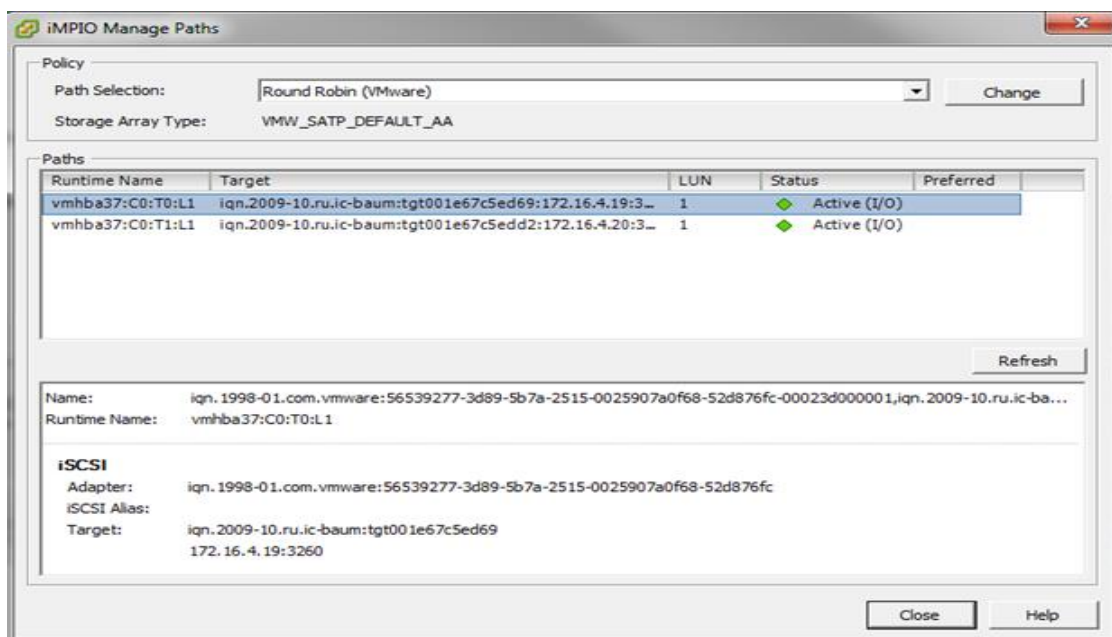 iMPIO Manage Paths
Policy
Path Selection: Round Robin (VMware) Change
Storage Array Type: VMW_SATP_DEFAULT_AA
Paths
Runtime Name Target LUN Status Preferred
vmhba37:C0:T0:L1 iqn.2009-10.ru.ic-baum:tgt001e67c5ed69:172.16.4.19:3... 1 Active (I/O)
vmhba37:C0:T1:L1 iqn.2009-10.ru.ic-baum:tgt001e67c5edd2:172.16.4.20:3... 1 Active (I/O)
Refresh
Name: iqn.1998-01.com.vmware:56539277-3d89-5b7a-2515-0025907a0f68-52d876fc-00023d000001,iqn.2009-10.ru.ic-ba...
Runtime Name: vmhba37:C0:T0:L1
iSCSI
Adapter: iqn.1998-01.com.vmware:56539277-3d89-5b7a-2515-0025907a0f68-52d876fc
iSCSI Alias:
Target: iqn.2009-10.ru.ic-baum:tgt001e67c5ed69
172.16.4.19:3260
Close Help